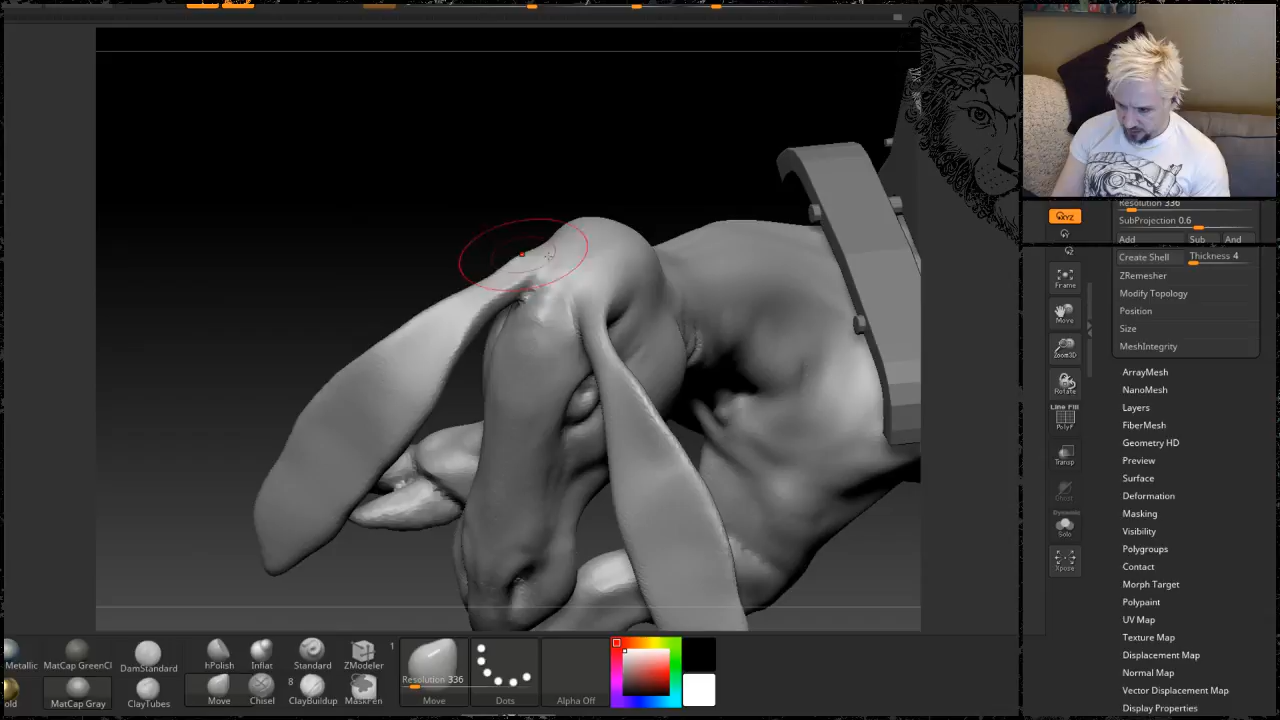 Resolution 336
SubProjection 0.6
Add
Sub
And
Create Shell
Thickness 4
ZRemesher
Modify Topology
Position
Size
MeshIntegrity
ArrayMesh
NanoMesh
Layers
FiberMesh
Geometry HD
Preview
Surface
Deformation
Masking
Visibility
Polygroups
Contact
Morph Target
Polypaint
UV Map
Texture Map
Displacement Map
Normal Map
Vector Displacement Map
Display Properties
XYZ
Frame
Move
Zoom3D
Rotate
Line Fill
PolyF
Transp
Ghost
Dynamic
Solo
Xpose
Metallic
MatCap GreenCl
DamStandard
hPolish
Inflat
Standard
ZModeler
1
old
MatCap Gray
ClayTubes
Move
Chisel
8
ClayBuildup
MaskPen
Resolution 336
Move
Dots
Alpha Off